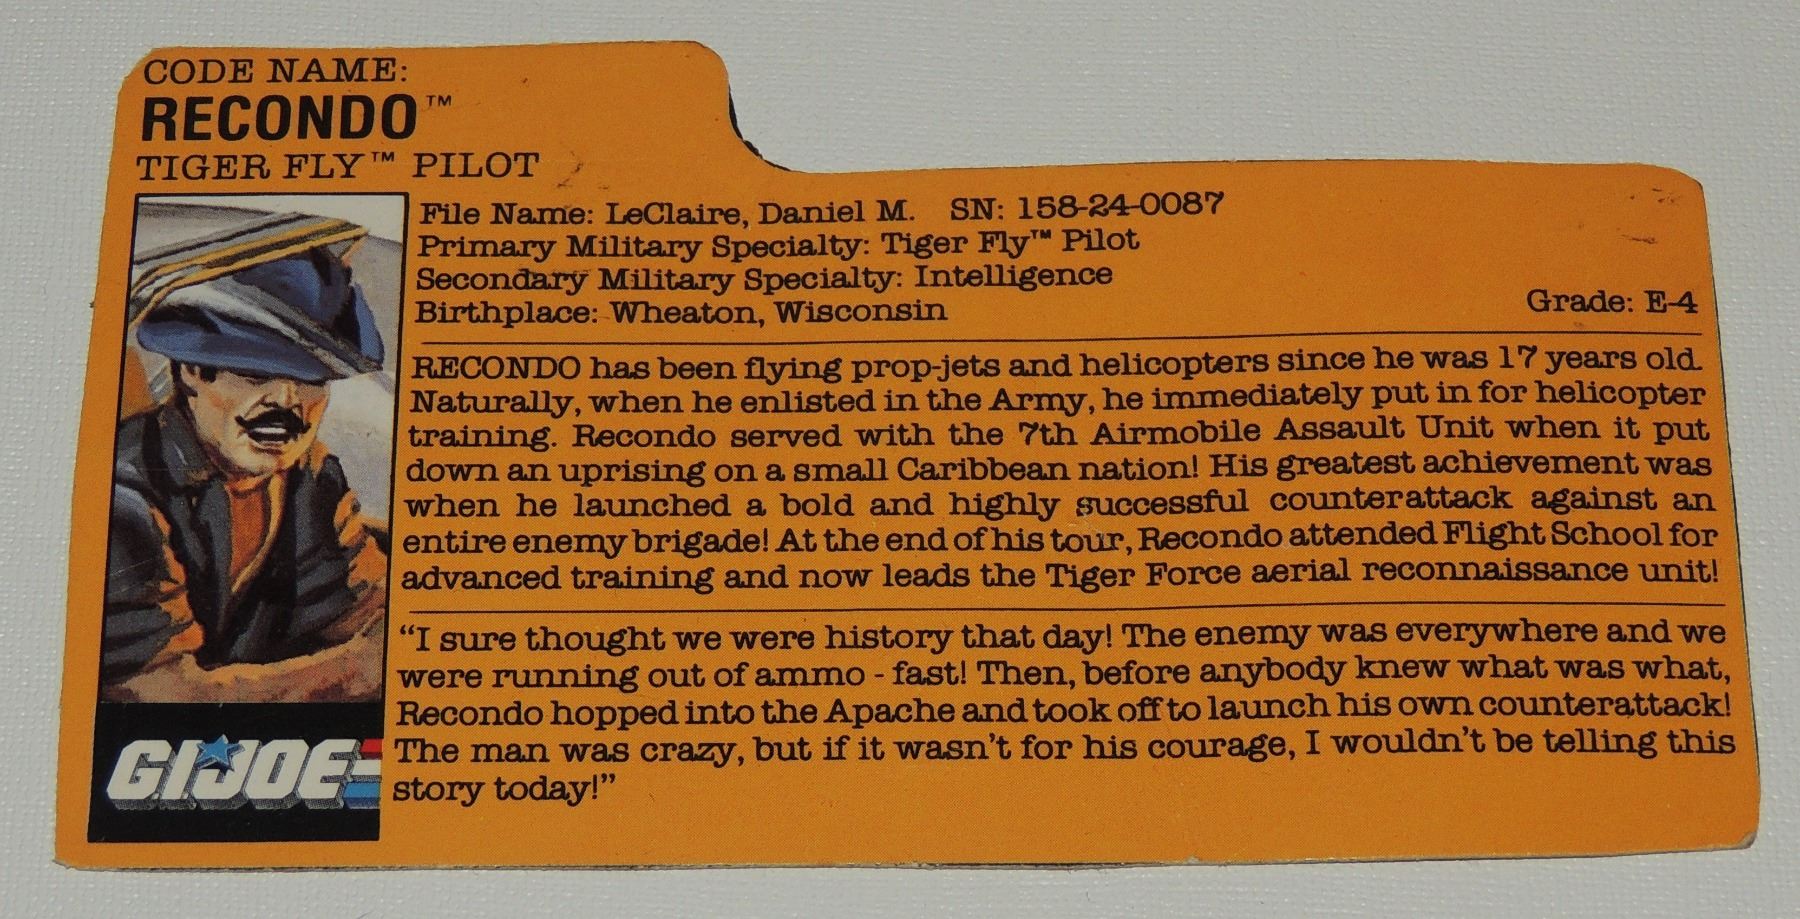 CODE NAME:
RECONDO™
TIGER FLY™ PILOT
File Name: LeClaire, Daniel M. SN: 158-24-0087
Primary Military Specialty: Tiger Fly™ Pilot
Secondary Military Specialty: Intelligence
Birthplace: Wheaton, Wisconsin
Grade: E-4
RECONDO has been flying prop-jets and helicopters since he was 17 years old.
Naturally, when he enlisted in the Army, he immediately put in for helicopter
training. Recondo served with the 7th Airmobile Assault Unit when it put
down an uprising on a small Caribbean nation! His greatest achievement was
when he launched a bold and highly successful counterattack against an
entire enemy brigade! At the end of his tour, Recondo attended Flight School for
advanced training and now leads the Tiger Force aerial reconnaissance unit!
“I sure thought we were history that day! The enemy was everywhere and we
were running out of ammo - fast! Then, before anybody knew what was what,
Recondo hopped into the Apache and took off to launch his own counterattack!
The man was crazy, but if it wasn't for his courage, I wouldn't be telling this
story today!”
G.I. JOE